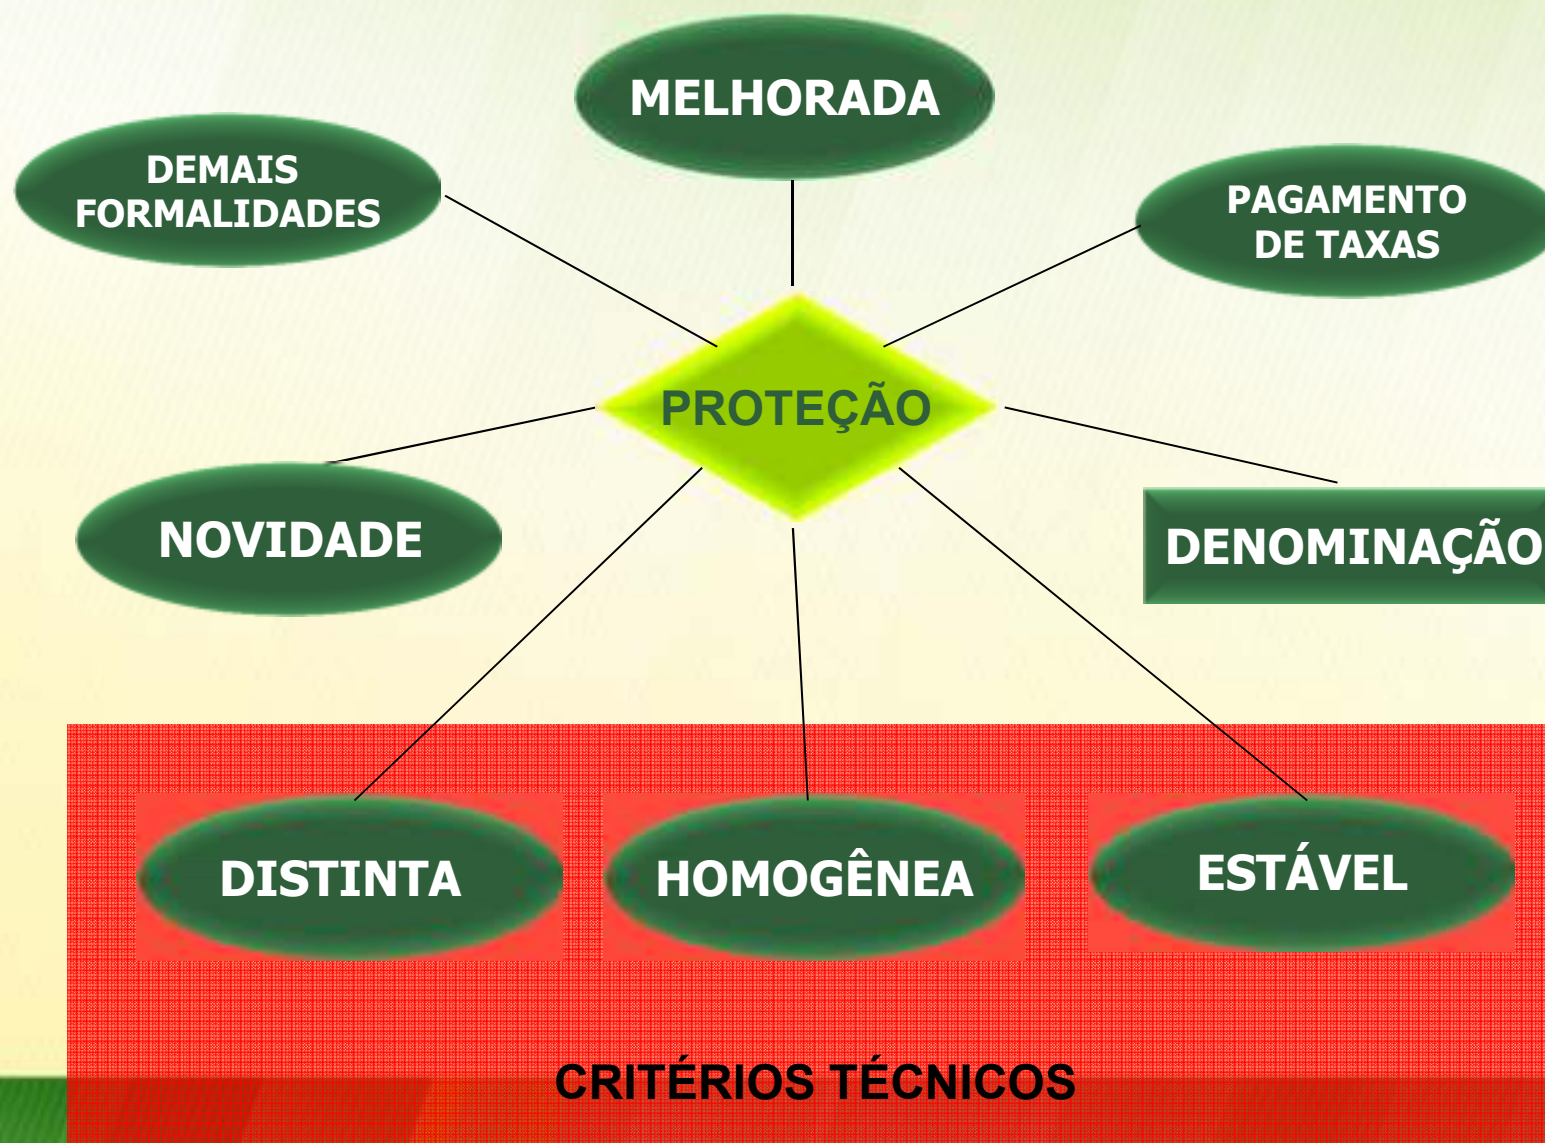 MELHORADA
DEMAIS
FORMALIDADES
PAGAMENTO
DE TAXAS
PROTEÇÃO
NOVIDADE
DENOMINAÇÃO
DISTINTA
HOMOGÊNEA
ESTÁVEL
CRITÉRIOS TÉCNICOS